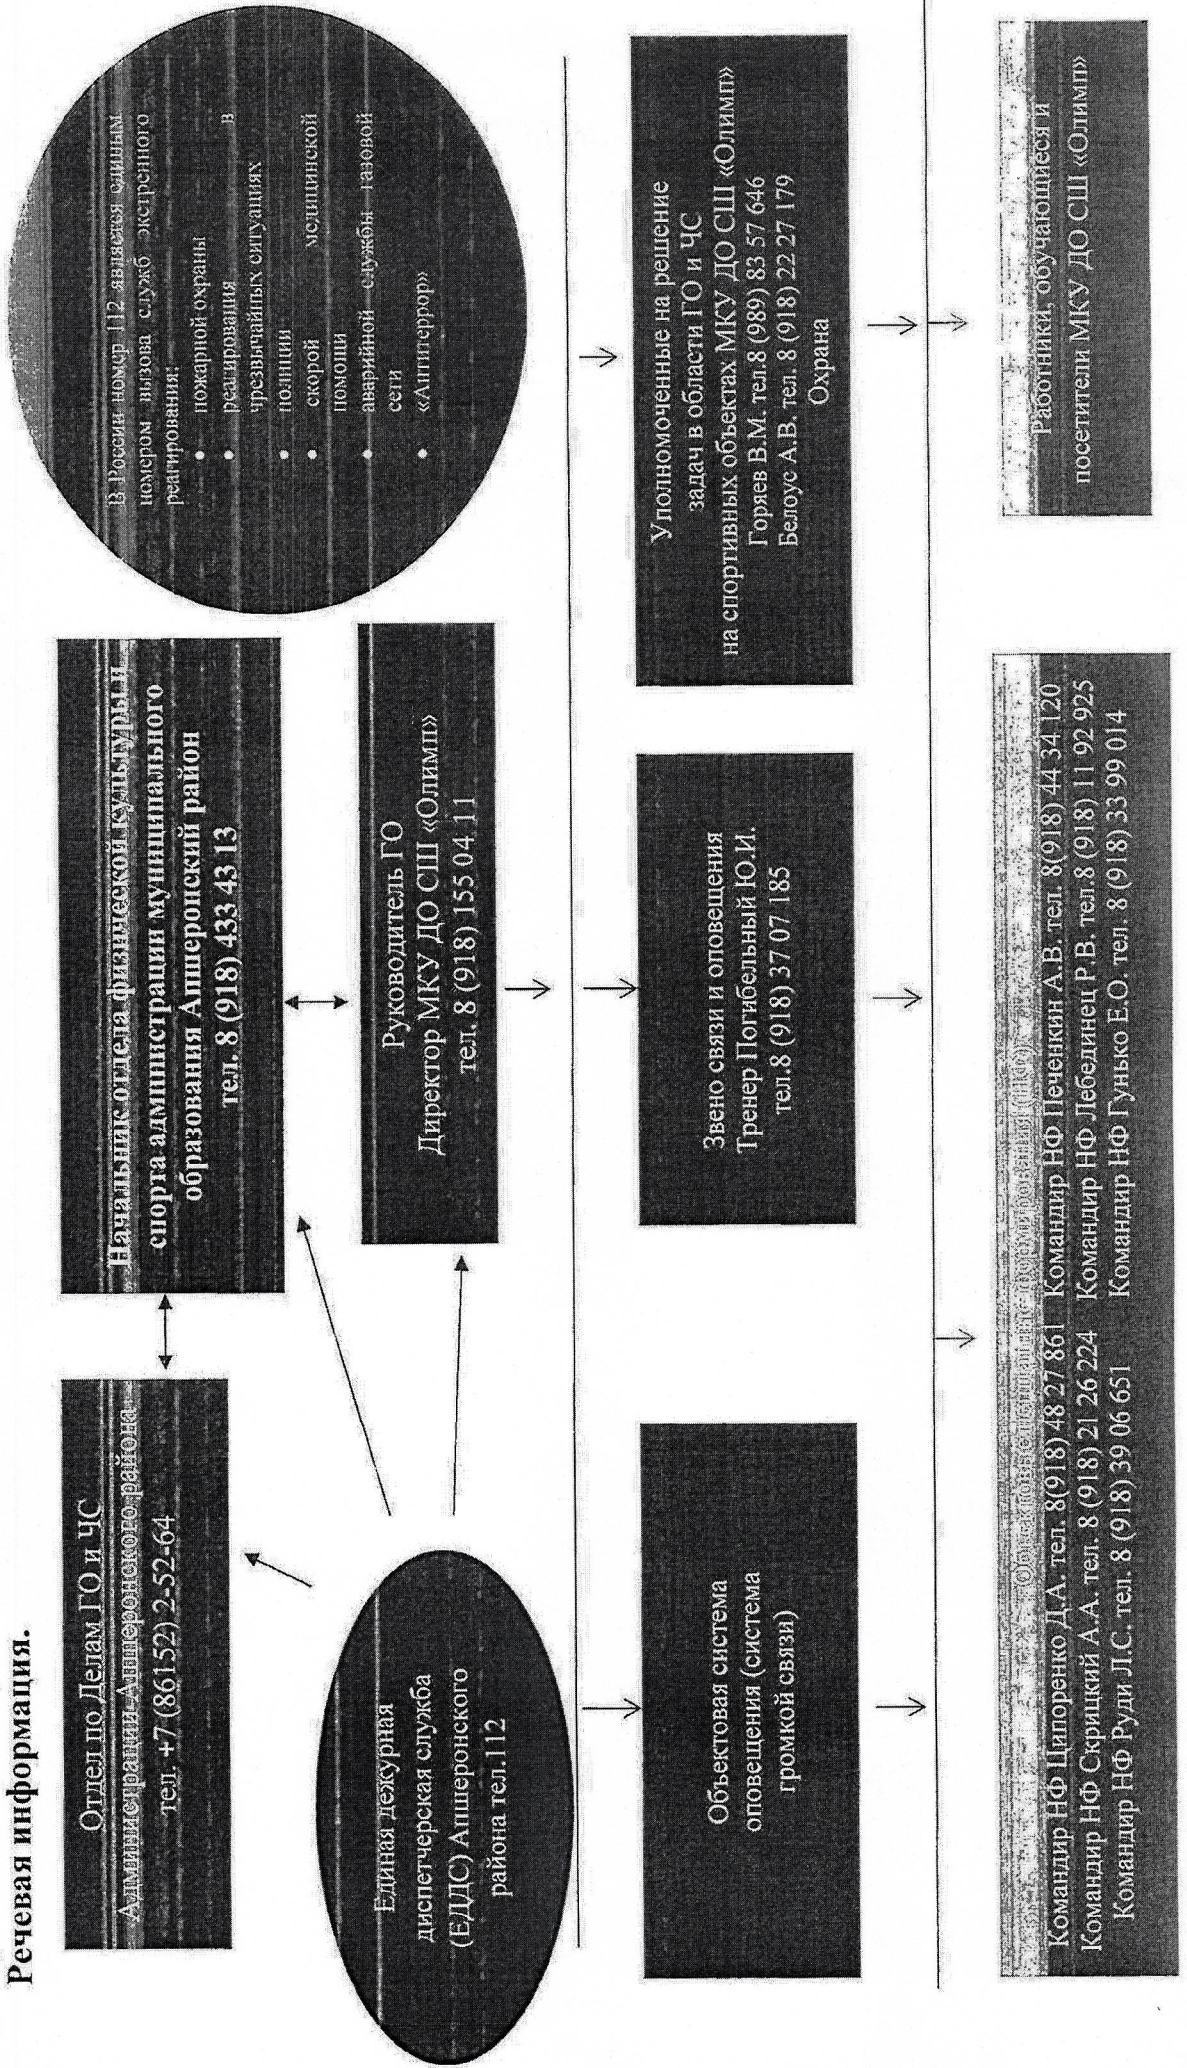 Речевая информация.
Отдел по Делам ГО и ЧС
Администрации Апшеронского района
тел. +7 (86152) 2-52-64
Начальник отдела физической культуры и
спорта администрации муниципального
образования Апшеронский район
тел. 8 (918) 433 43 13
В России номер 112 является единым
номером вызова служб экстренного
реагирования:
• пожарной охраны
• реагирования в
чрезвычайных ситуациях
• полиции
• скорой медицинской
помощи
• аварийной службы газовой
сети
• «Антитеррор»
Единая дежурная
диспетчерская служба
(ЕДДС) Апшеронского
района тел.112
Руководитель ГО
Директор МКУ ДО СШ «Олимп»
тел. 8 (918) 155 04 11
Объектовая система
оповещения (система
громкой связи)
Звено связи и оповещения
Тренер Погибельный Ю.И.
тел.8 (918) 37 07 185
Уполномоченные на решение
задач в области ГО и ЧС
на спортивных объектах МКУ ДО СШ «Олимп»
Горяев В.М. тел.8 (989) 83 57 646
Белоус А.В. тел. 8 (918) 22 27 179
Охрана
Командир НФ Ципоренко Д.А. тел. 8(918) 48 27 861 Командир НФ Печенкин А.В. тел. 8(918) 44 34 120
Командир НФ Скрицкий А.А. тел. 8 (918) 21 26 224 Командир НФ Лебединец Р.В. тел.8 (918) 11 92 925
Командир НФ Руди Л.С. тел. 8 (918) 39 06 651 Командир НФ Гунько Е.О. тел. 8 (918) 33 99 014
Работники, обучающиеся и
посетители МКУ ДО СШ «Олимп»